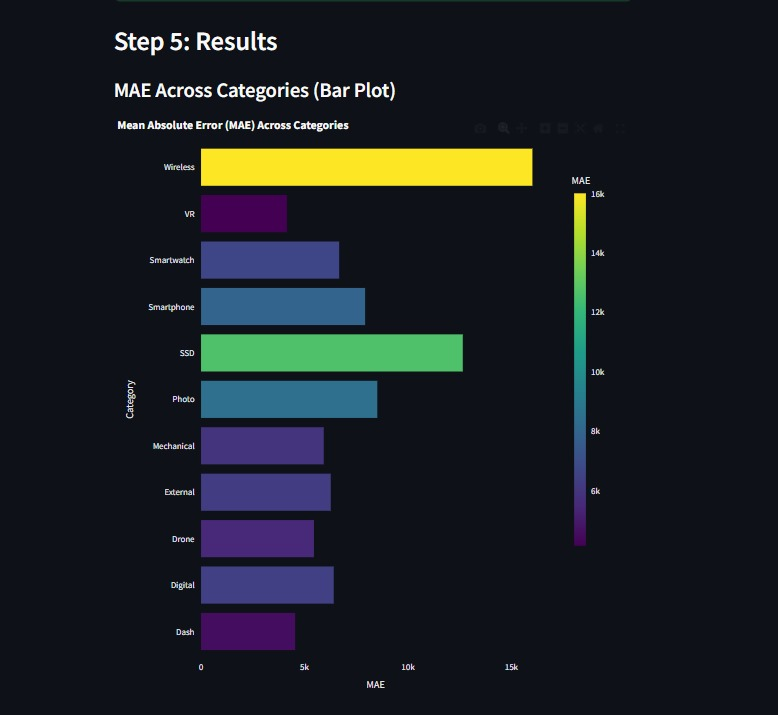 Step 5: Results
MAE Across Categories (Bar Plot)
Mean Absolute Error (MAE) Across Categories
Wireless
VR
Smartwatch
Smartphone
SSD
Photo
Mechanical
External
Drone
Digital
Dash
Category
0 5k 10k 15k
MAE
MAE
16k
14k
12k
10k
8k
6k